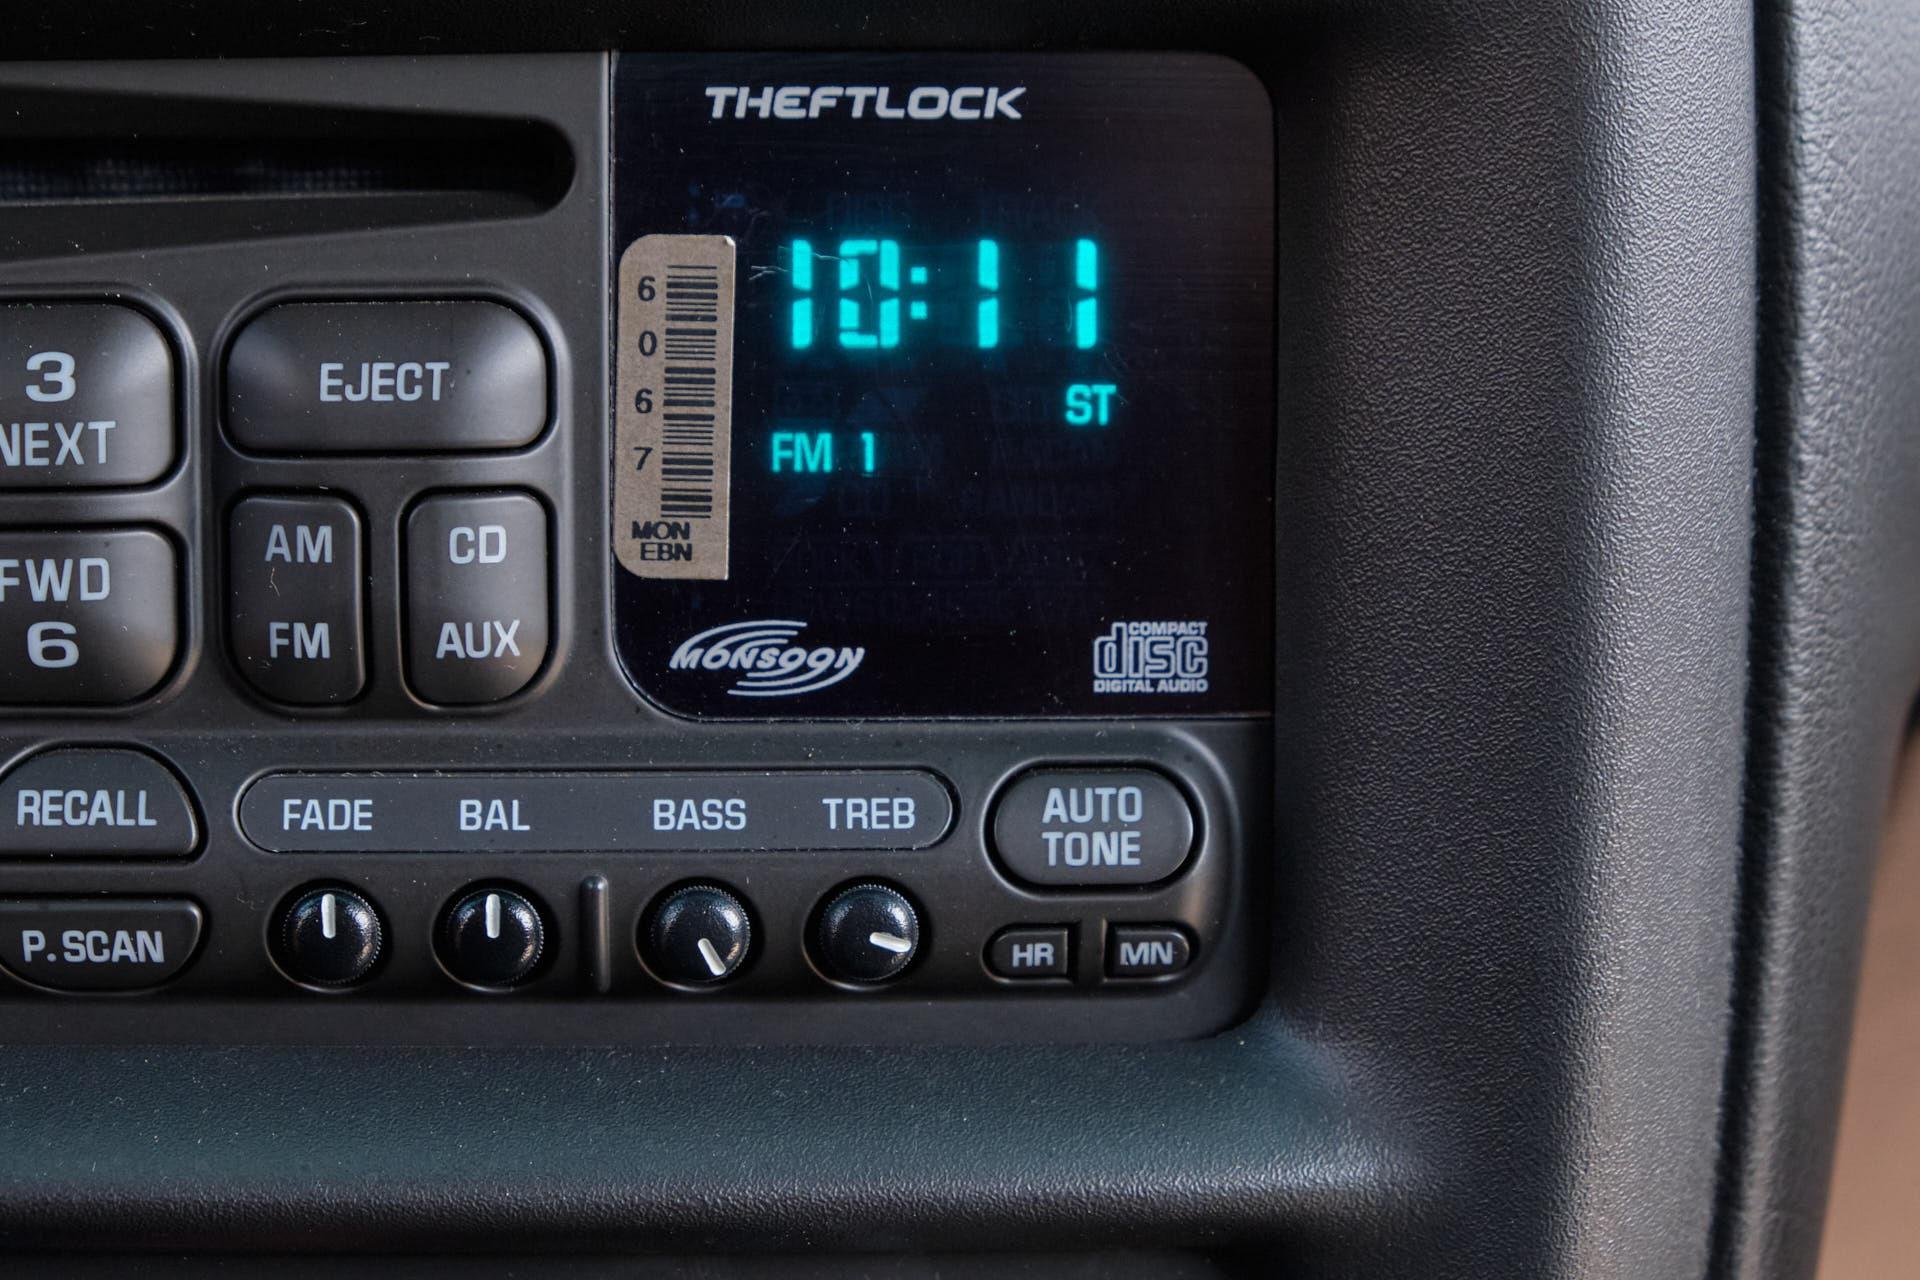 THEFTLOCK
10:11
ST
FM 1
6
0
6
7
MON
EBN
MONSOON
COMPACT
disc
DIGITAL AUDIO
3
NEXT
EJECT
AM
FM
CD
AUX
FWD
6
RECALL
FADE BAL BASS TREB
AUTO
TONE
P.SCAN
HR MN